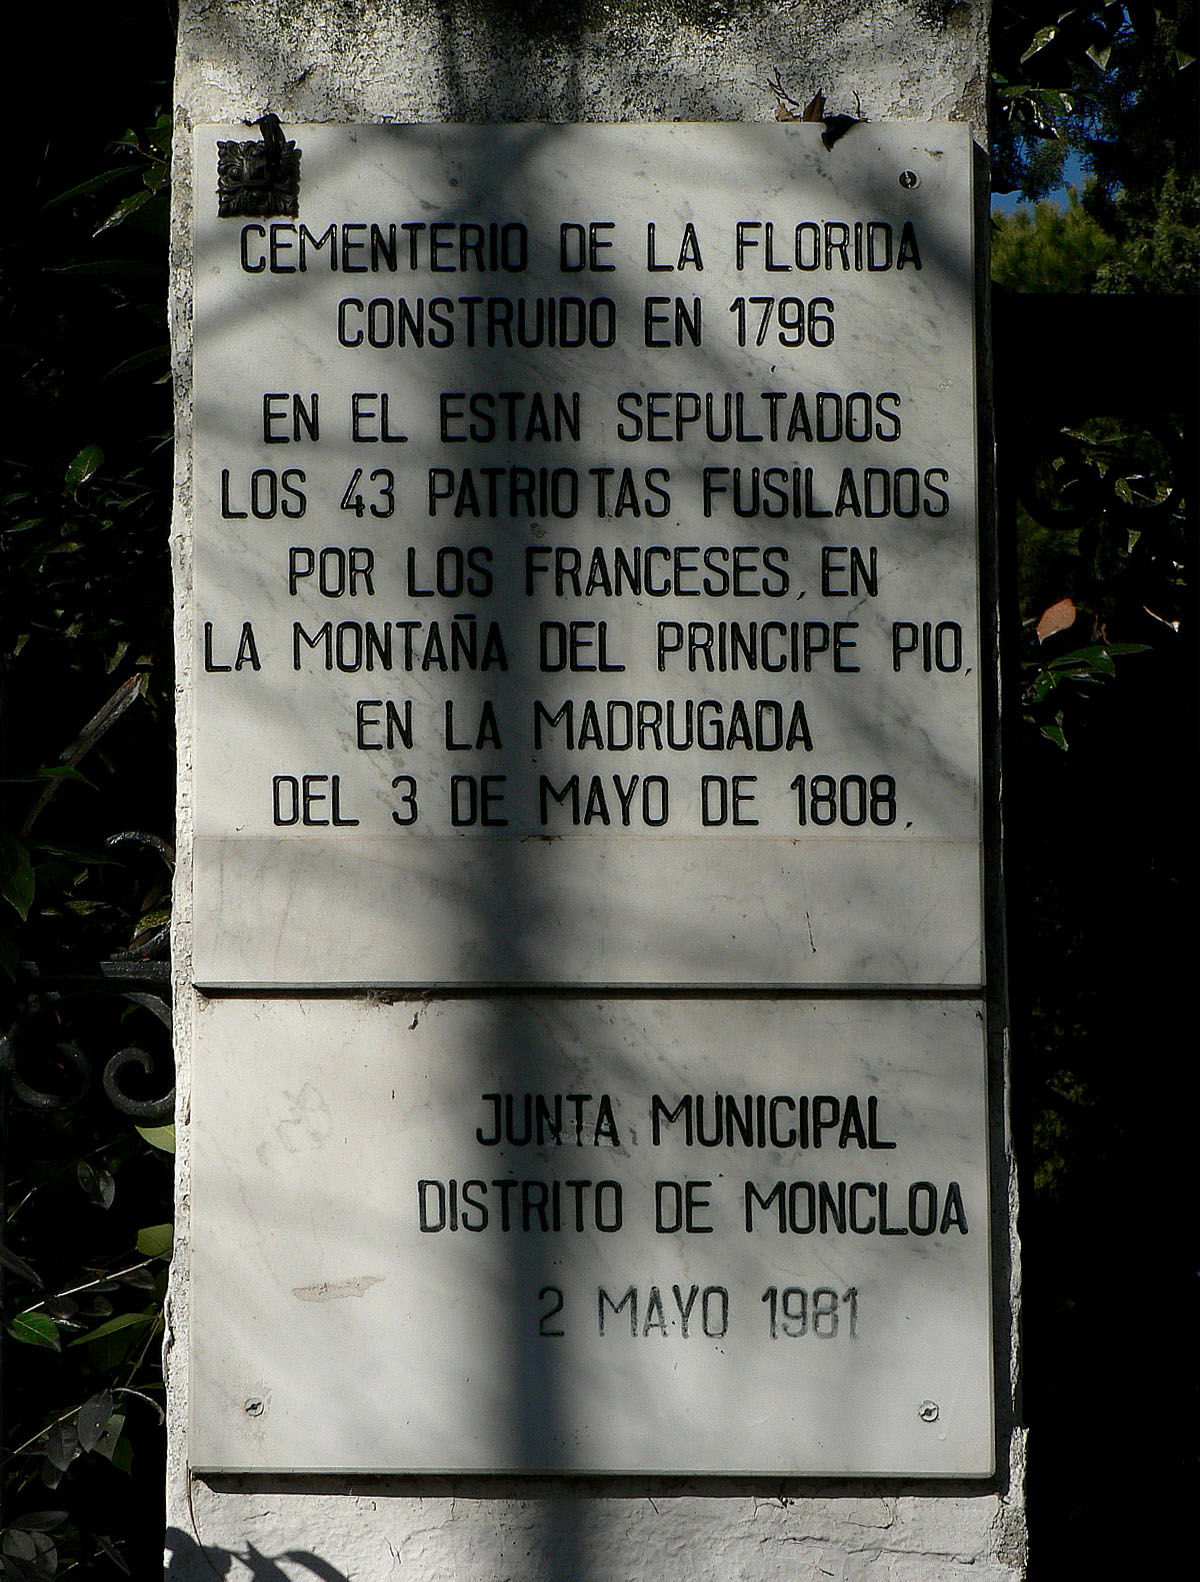 CEMENTERIO DE LA FLORIDA
CONSTRUIDO EN 1796
EN EL ESTAN SEPULTADOS
LOS 43 PATRIOTAS FUSILADOS
POR LOS FRANCESES, EN
LA MONTAÑA DEL PRINCIPE PIO,
EN LA MADRUGADA
DEL 3 DE MAYO DE 1808.
JUNTA MUNICIPAL
DISTRITO DE MONCLOA
2 MAYO 1981